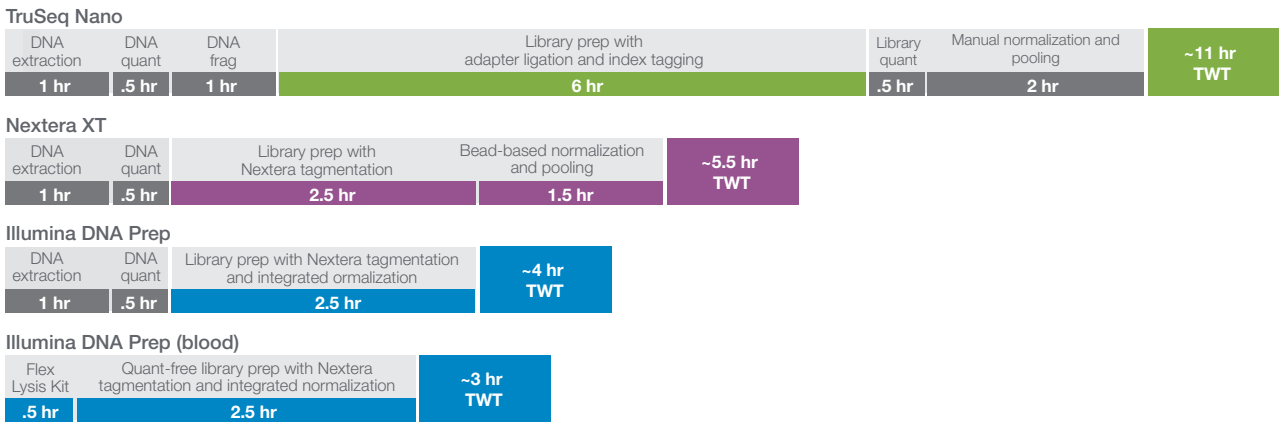 TruSeq Nano
DNA extraction
DNA quant
DNA frag
Library prep with
adapter ligation and index tagging
Library quant
Manual normalization and
pooling
1 hr
.5 hr
1 hr
6 hr
.5 hr
2 hr
~11 hr
TWT
Nextera XT
DNA extraction
DNA quant
Library prep with
Nextera tagmentation
Bead-based normalization
and pooling
1 hr
.5 hr
2.5 hr
1.5 hr
~5.5 hr
TWT
Illumina DNA Prep
DNA extraction
DNA quant
Library prep with Nextera tagmentation
and integrated ormalization
1 hr
.5 hr
2.5 hr
~4 hr
TWT
Illumina DNA Prep (blood)
Flex
Lysis Kit
Quant-free library prep with Nextera
tagmentation and integrated normalization
.5 hr
2.5 hr
~3 hr
TWT